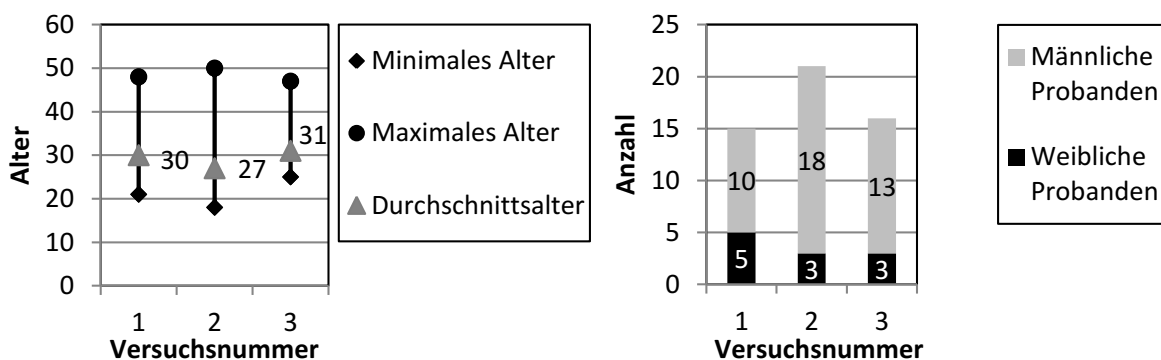 60
50
40
30
20
10
0
Alter
30
27
31
1 2 3
Versuchsnummer
Minimales Alter
Maximales Alter
Durchschnittsalter
25
20
15
10
5
0
Anzahl
10
18
13
5
3
3
1 2 3
Versuchsnummer
Männliche
Probanden
Weibliche
Probanden